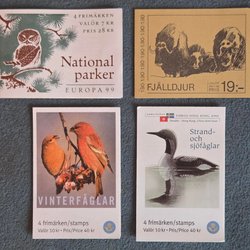 4 FRIMÄRKEN
VALÖR 7 KR
PRIS 28 KR
National
parker
EUROPA 99
FJÄLLDJUR
19:-
VINTERFÅGLAR
4 frimärken/stamps
Valör 10 kr • Pris/Price 40 kr
Strand-
och
sjöfåglar
4 frimärken/stamps
Valör 10 kr • Pris/Price 40 kr